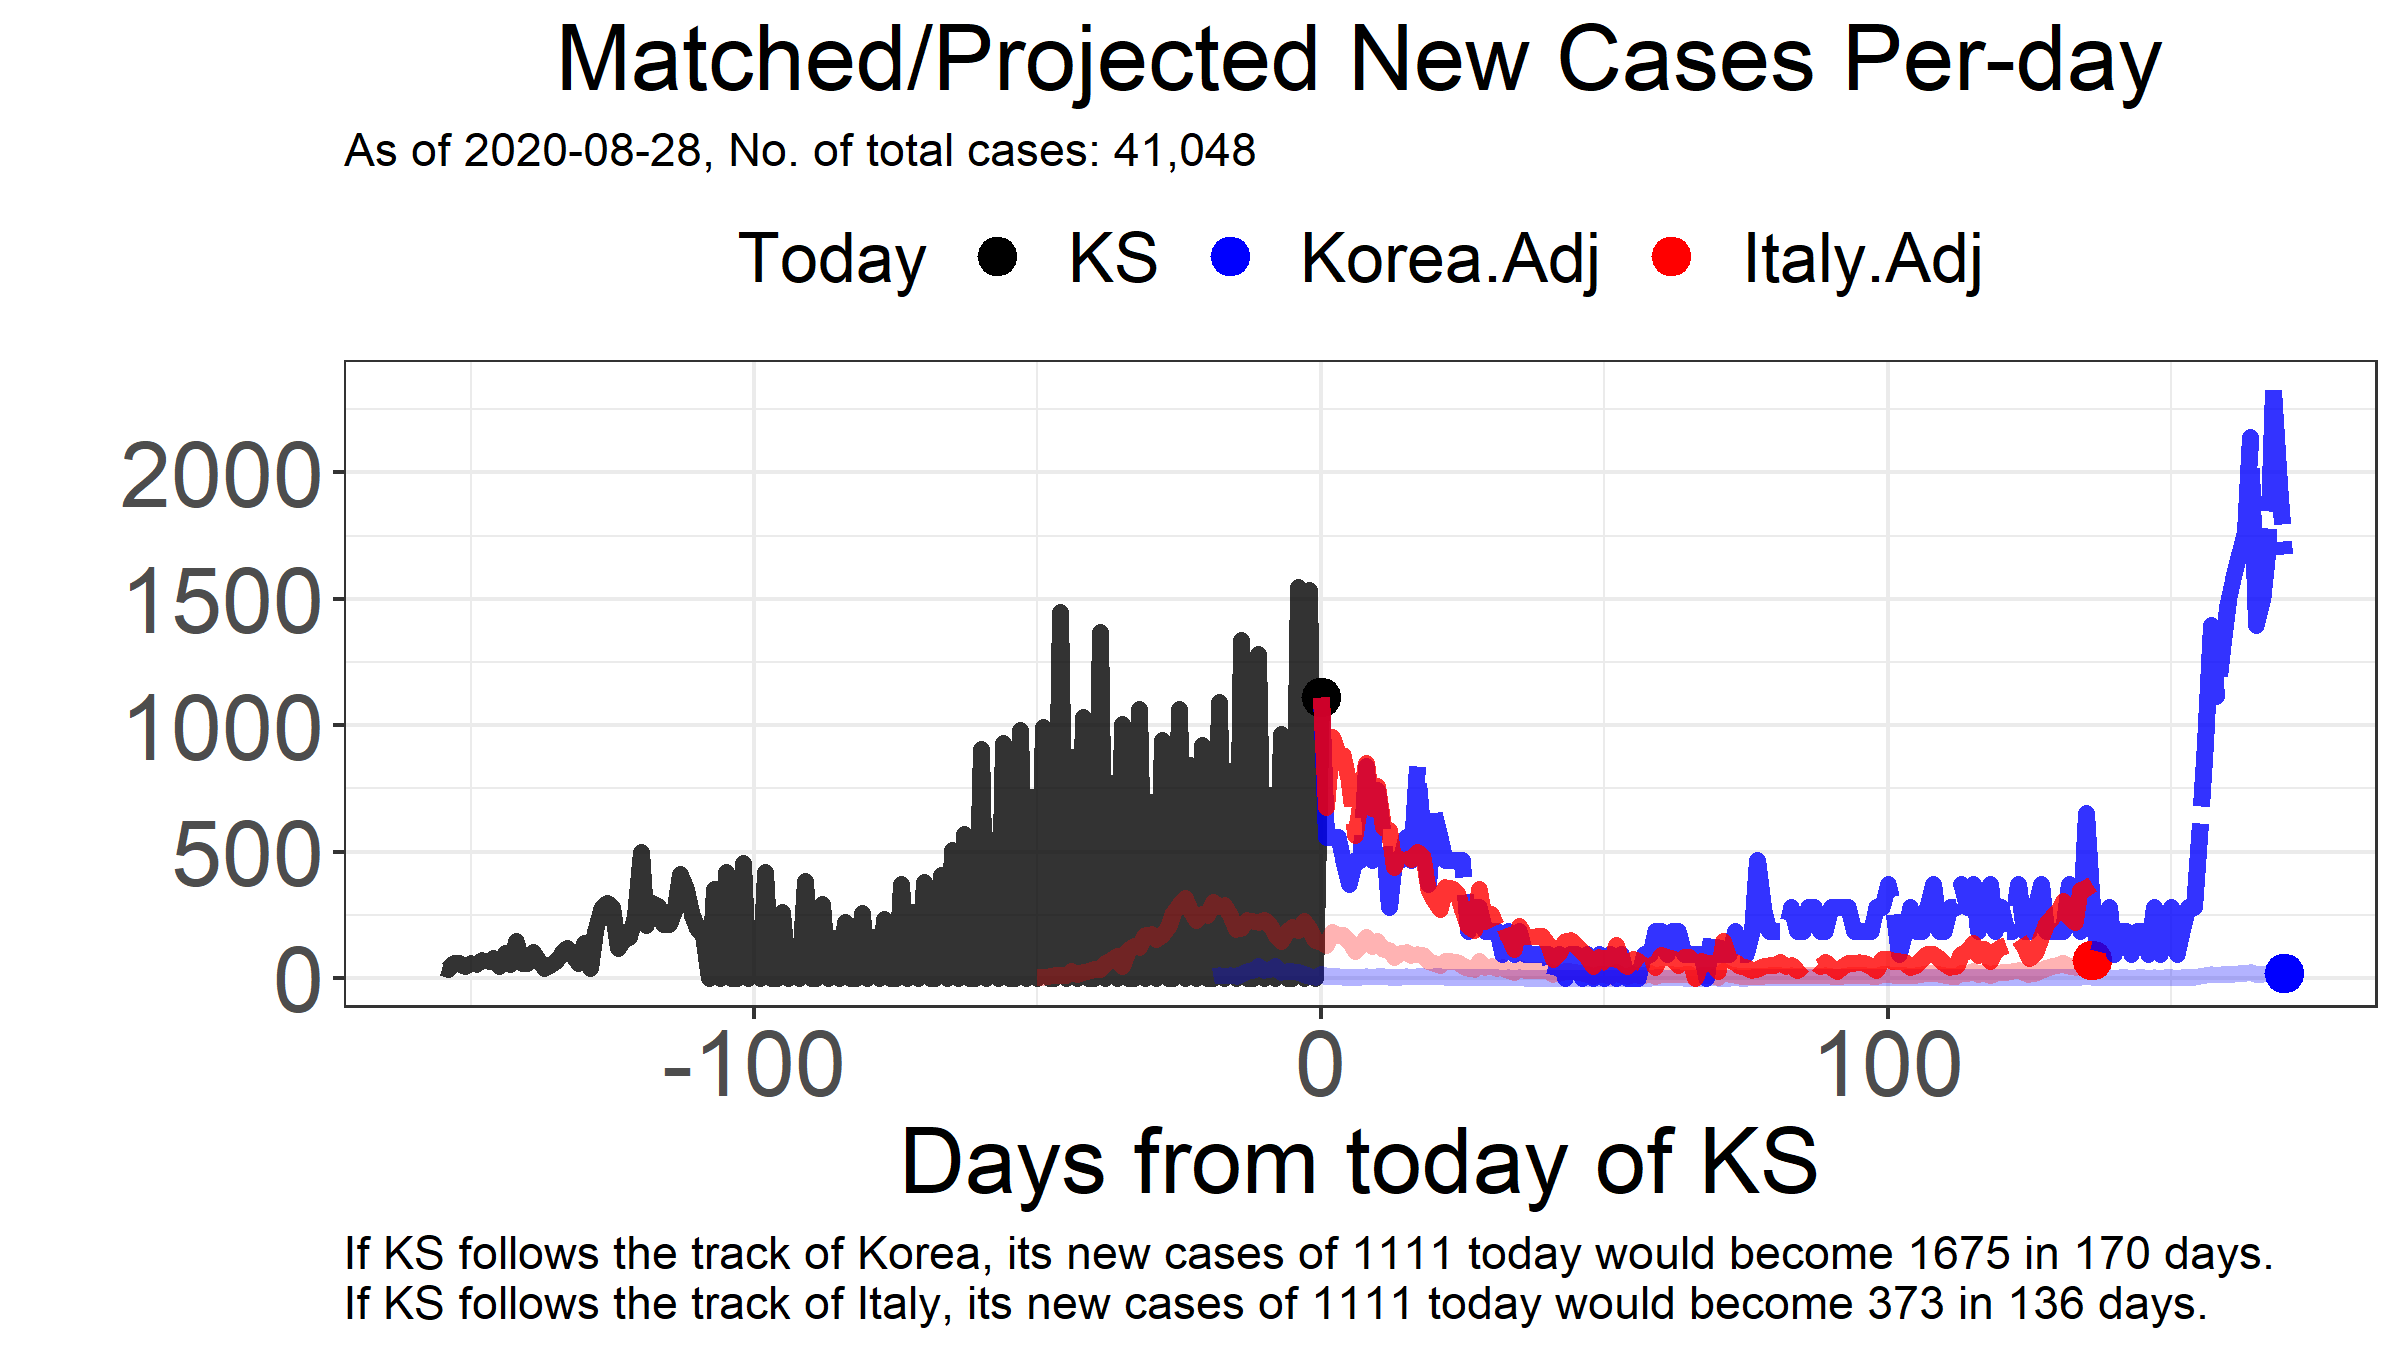 Matched/Projected New Cases Per-day
As of 2020-08-28, No. of total cases: 41,048
Today KS Korea.Adj Italy.Adj
2000
1500
1000
500
0
-100 0 100
Days from today of KS
If KS follows the track of Korea, its new cases of 1111 today would become 1675 in 170 days.
If KS follows the track of Italy, its new cases of 1111 today would become 373 in 136 days.